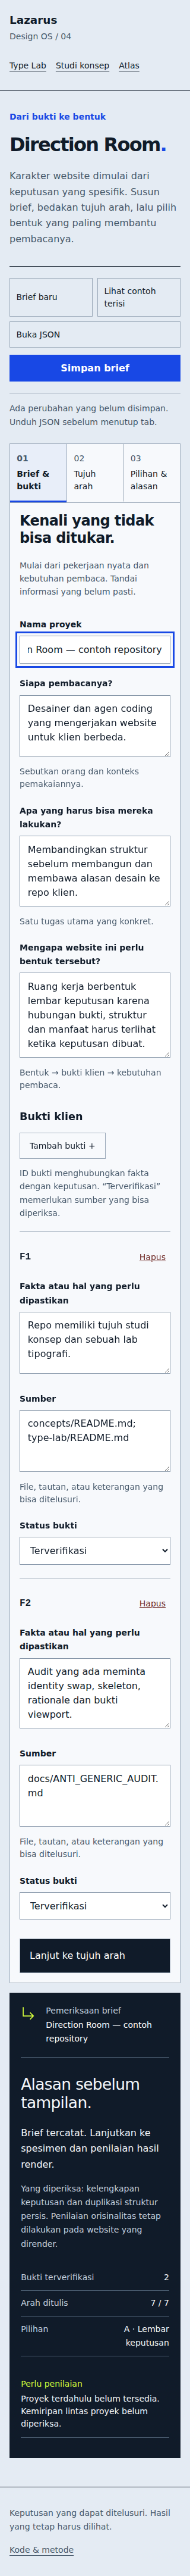 Lazarus
Design OS / 04
Type Lab Studi konsep Atlas
Dari bukti ke bentuk
Direction Room.
Karakter website dimulai dari
keputusan yang spesifik. Susun
brief, bedakan tujuh arah, lalu pilih
bentuk yang paling membantu
pembacanya.
Brief baru
Lihat contoh
terisi
Buka JSON
Simpan brief
Ada perubahan yang belum disimpan.
Unduh JSON sebelum menutup tab.
01
Brief &
bukti
02
Tujuh
arah
03
Pilihan &
alasan
Kenali yang tidak
bisa ditukar.
Mulai dari pekerjaan nyata dan
kebutuhan pembaca. Tandai
informasi yang belum pasti.
Nama proyek
n Room — contoh repository
Siapa pembacanya?
Desainer dan agen coding
yang mengerjakan website
untuk klien berbeda.
Sebutkan orang dan konteks
pemakaiannya.
Apa yang harus bisa mereka
lakukan?
Membandingkan struktur
sebelum membangun dan
membawa alasan desain ke
repo klien.
Satu tugas utama yang konkret.
Mengapa website ini perlu
bentuk tersebut?
Ruang kerja berbentuk
lembar keputusan karena
hubungan bukti, struktur
dan manfaat harus terlihat
ketika keputusan dibuat.
Bentuk → bukti klien → kebutuhan
pembaca.
Bukti klien
Tambah bukti +
ID bukti menghubungkan fakta
dengan keputusan. “Terverifikasi”
memerlukan sumber yang bisa
diperiksa.
F1 Hapus
Fakta atau hal yang perlu
dipastikan
Repo memiliki tujuh studi
konsep dan sebuah lab
tipografi.
Sumber
concepts/README.md;
type-lab/README.md
File, tautan, atau keterangan yang
bisa ditelusuri.
Status bukti
Terverifikasi
F2 Hapus
Fakta atau hal yang perlu
dipastikan
Audit yang ada meminta
identity swap, skeleton,
rationale dan bukti
viewport.
Sumber
docs/ANTI_GENERIC_AUDIT.
md
File, tautan, atau keterangan yang
bisa ditelusuri.
Status bukti
Terverifikasi
Lanjut ke tujuh arah
Pemeriksaan brief
Direction Room — contoh
repository
Alasan sebelum
tampilan.
Brief tercatat. Lanjutkan ke
spesimen dan penilaian hasil
render.
Yang diperiksa: kelengkapan
keputusan dan duplikasi struktur
persis. Penilaian orisinalitas tetap
dilakukan pada website yang
dirender.
Bukti terverifikasi 2
Arah ditulis 7 / 7
Pilihan A · Lembar
keputusan
Perlu penilaian
Proyek terdahulu belum tersedia.
Kemiripan lintas proyek belum
diperiksa.
Keputusan yang dapat ditelusuri. Hasil
yang tetap harus dilihat.
Kode & metode